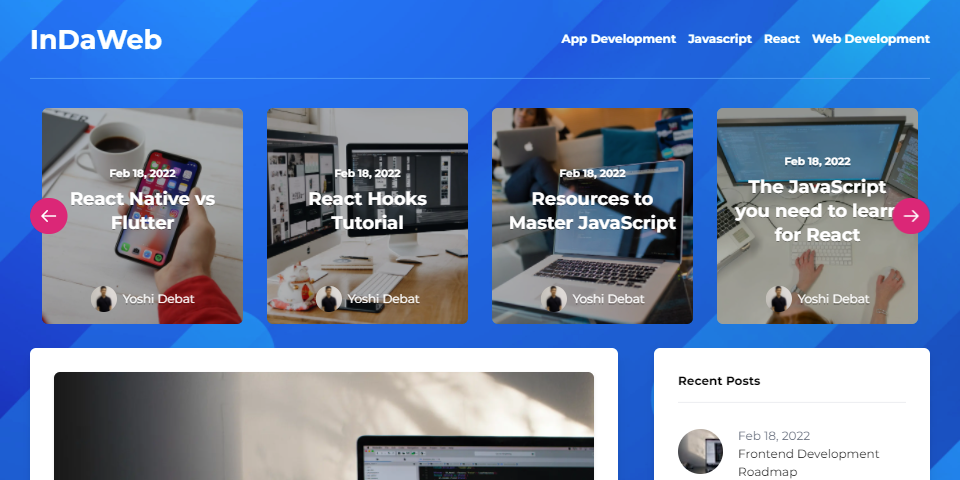 InDaWeb
App Development Javascript React Web Development
Feb 18, 2022
React Native vs
Flutter
Yoshi Debat
Feb 18, 2022
React Hooks
Tutorial
Yoshi Debat
Feb 18, 2022
Resources to
Master JavaScript
Yoshi Debat
Feb 18, 2022
The JavaScript
you need to learn
for React
Yoshi Debat
Recent Posts
Feb 18, 2022
Frontend Development
Roadmap